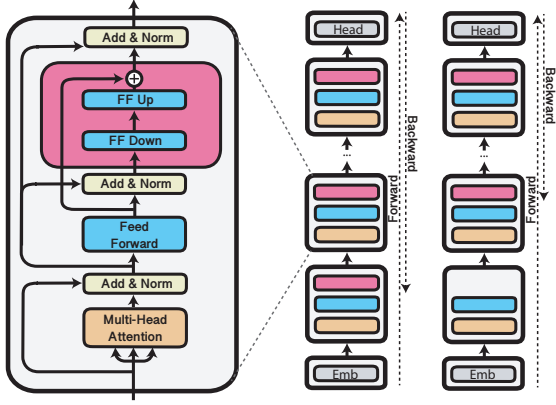 Add & Norm
FF Up
FF Down
Add & Norm
Feed
Forward
Add & Norm
Multi-Head
Attention
Head
...
Emb
Forward
Backward
Head
...
Emb
Forward
Backward